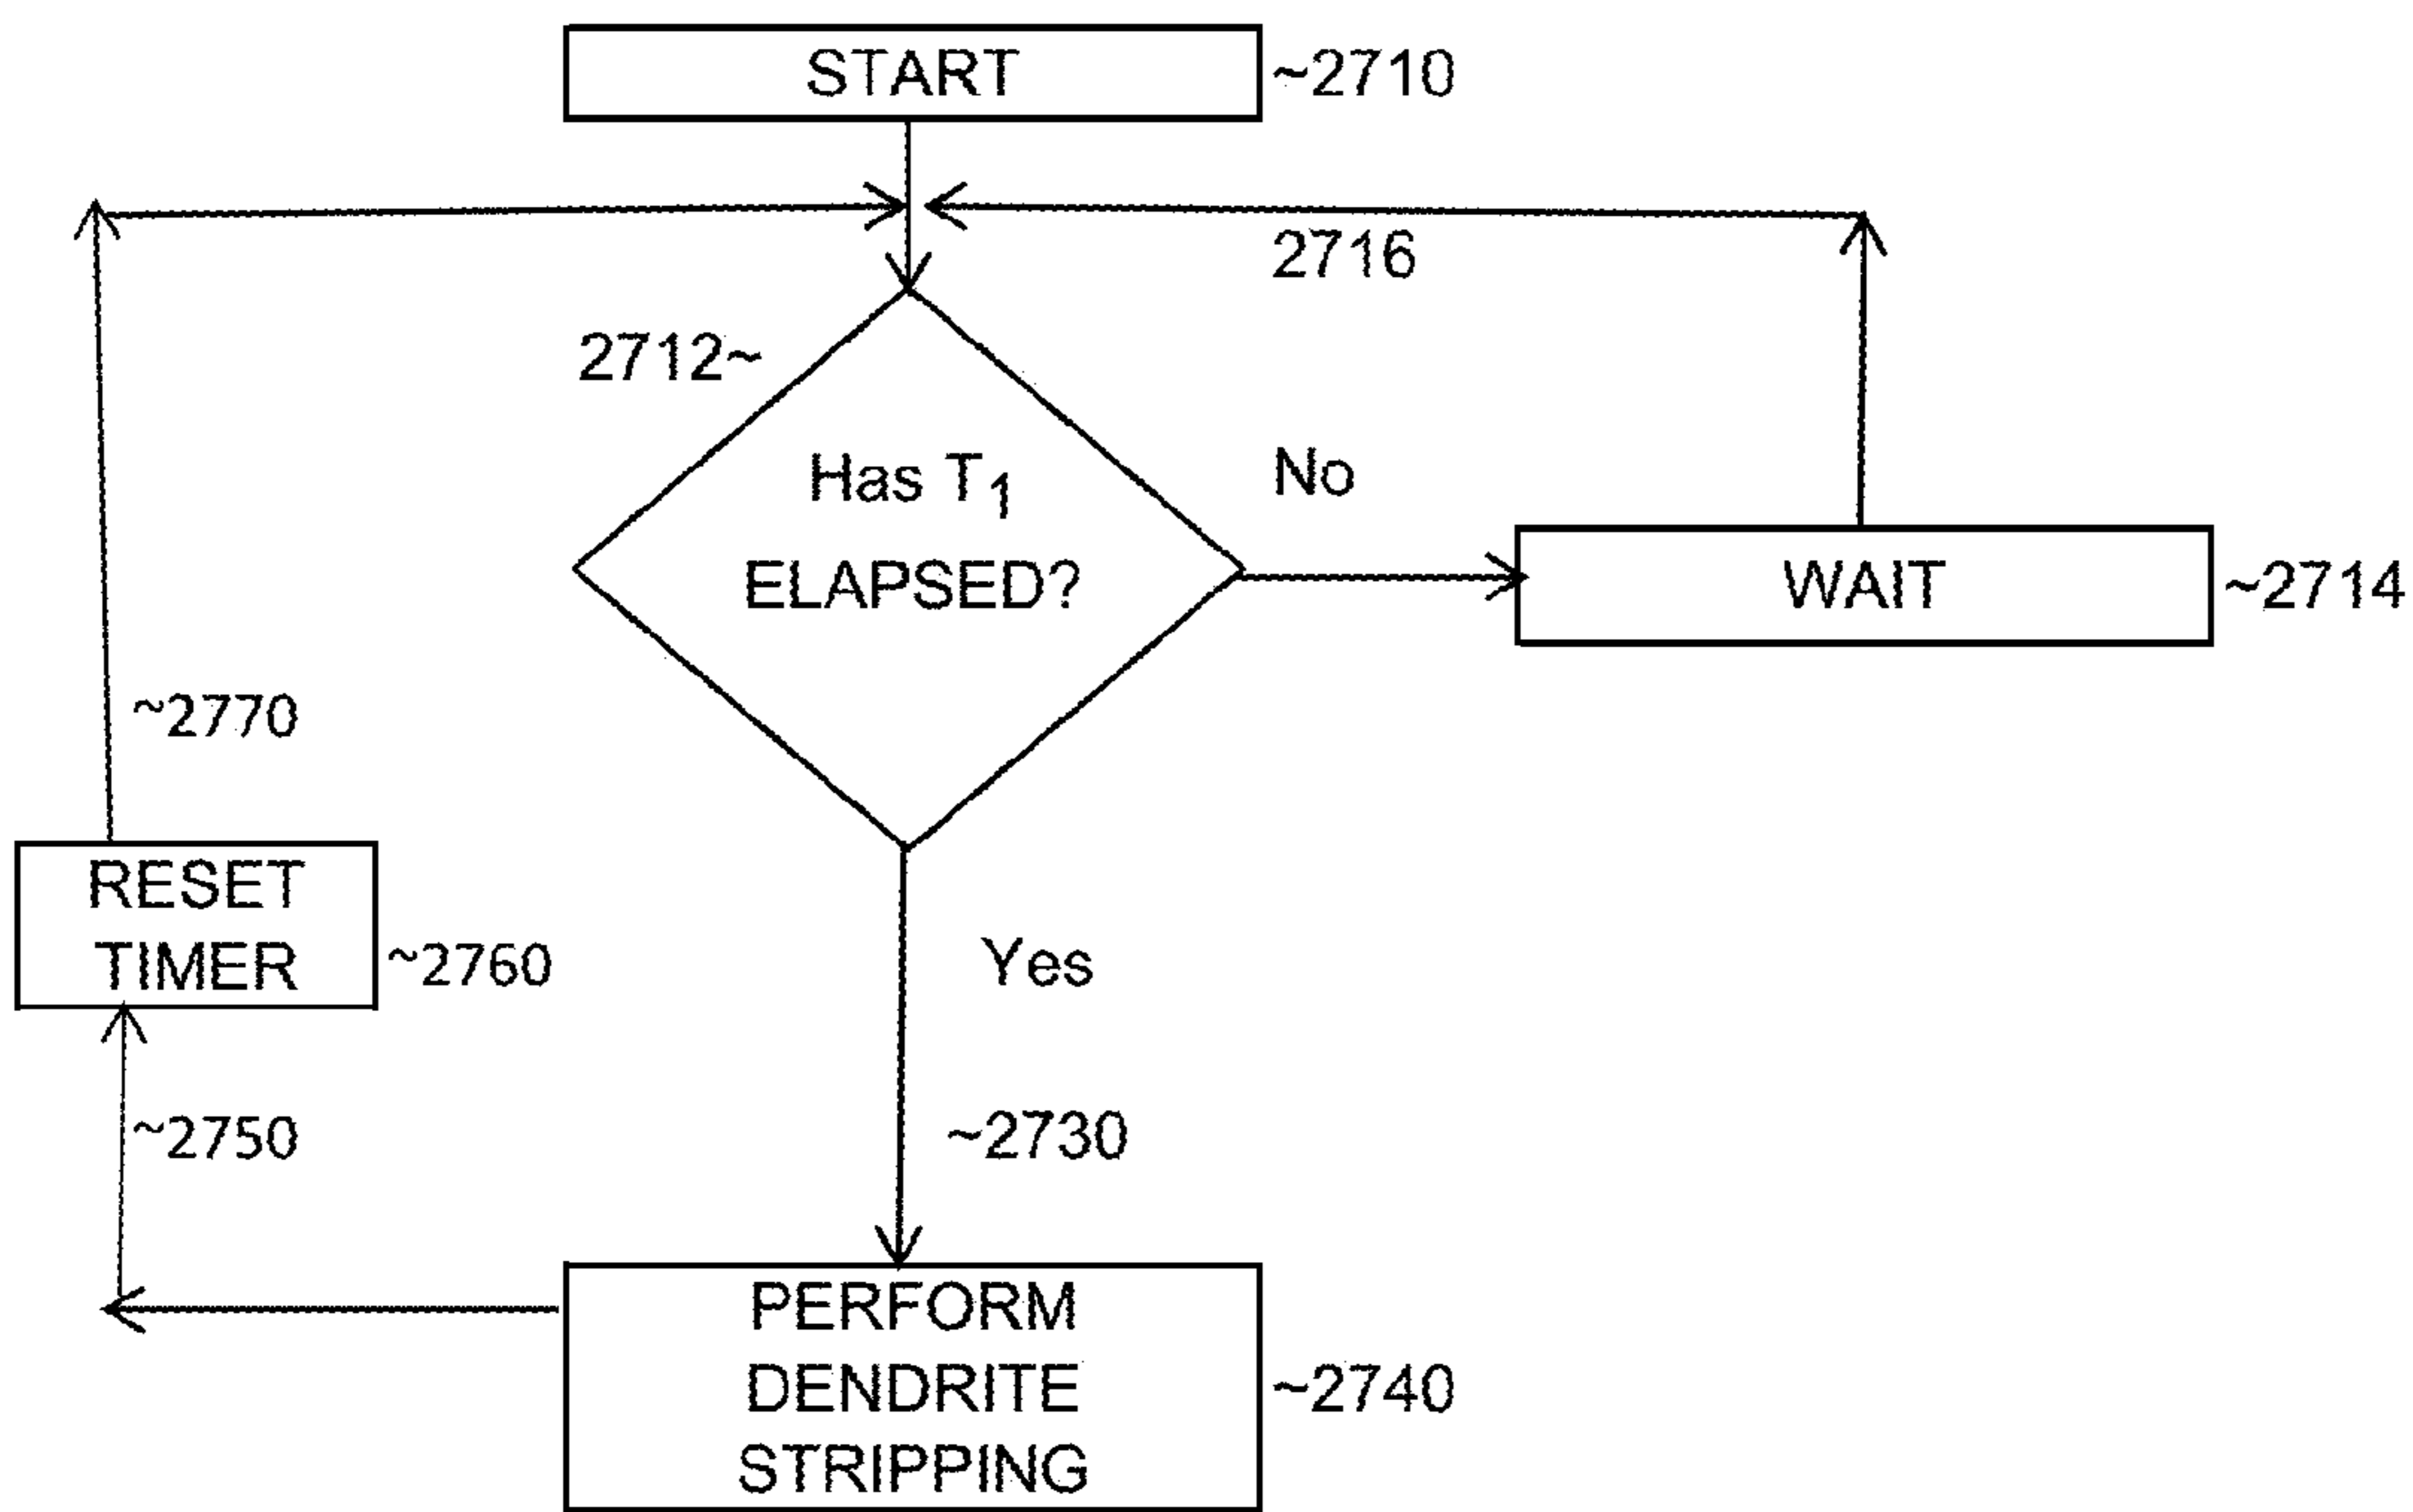 START
~2710
2716
2712~
Has T₁
ELAPSED?
No
WAIT
~2714
~2770
RESET
TIMER
~2760
Yes
~2750
~2730
PERFORM
DENDRITE
STRIPPING
~2740